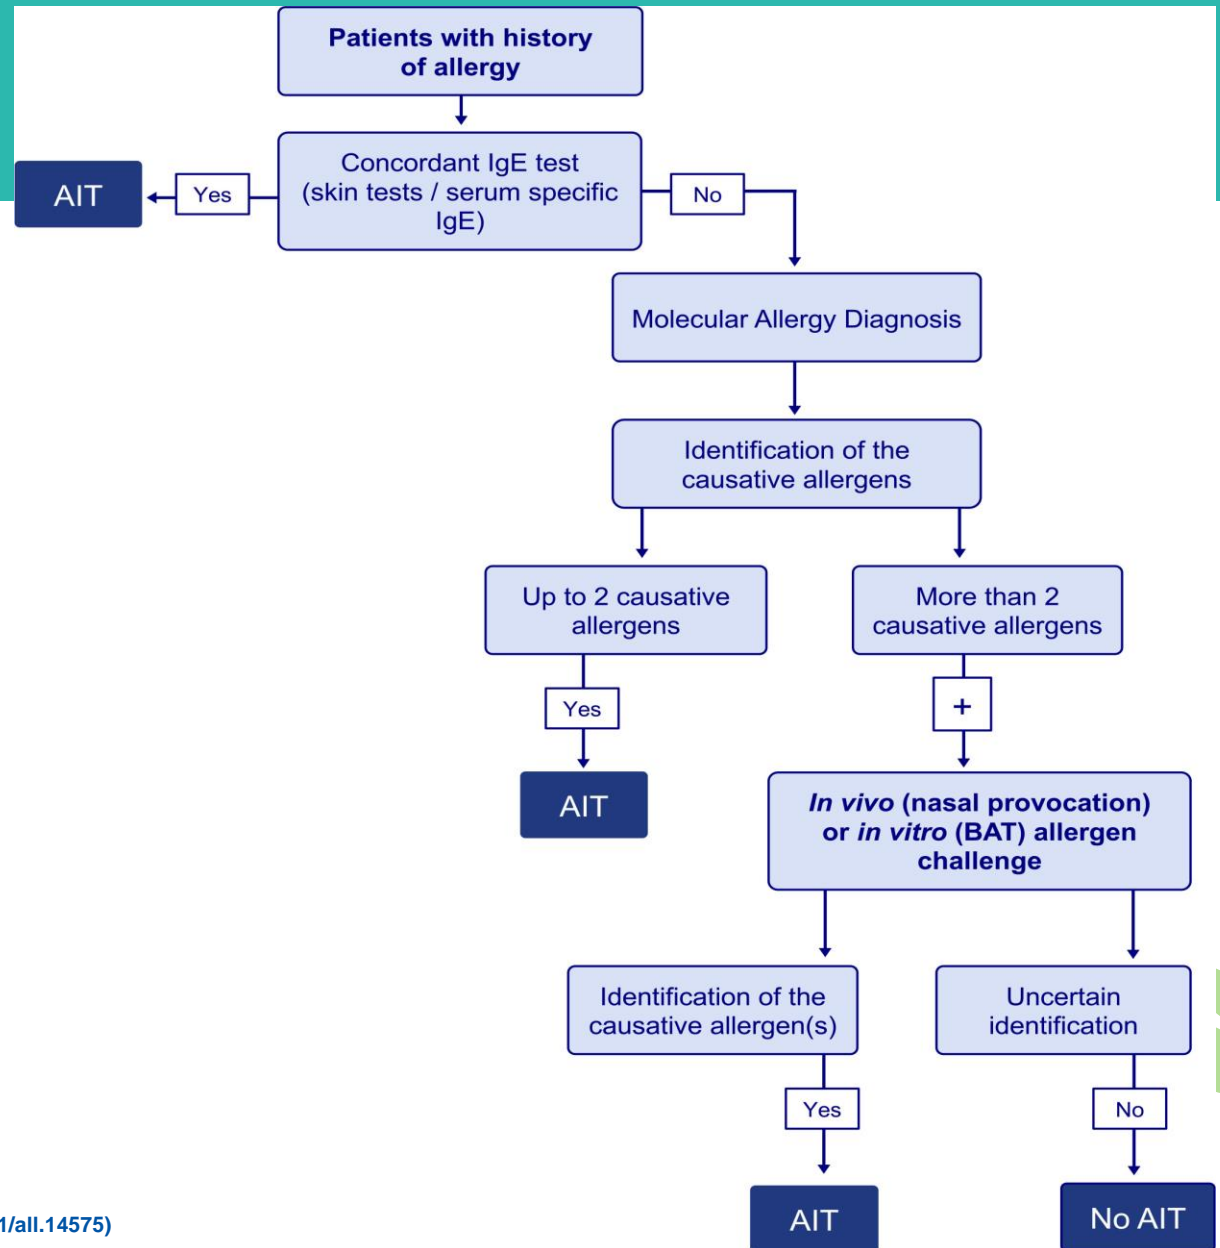 Patients with history
of allergy
Concordant IgE test
(skin tests / serum specific
IgE)
AIT
Yes
No
Molecular Allergy Diagnosis
Identification of the
causative allergens
Up to 2 causative
allergens
More than 2
causative allergens
Yes
+
AIT
In vivo (nasal provocation)
or in vitro (BAT) allergen
challenge
Identification of the
causative allergen(s)
Uncertain
identification
Yes
No
AIT
No AIT
1/all.14575)